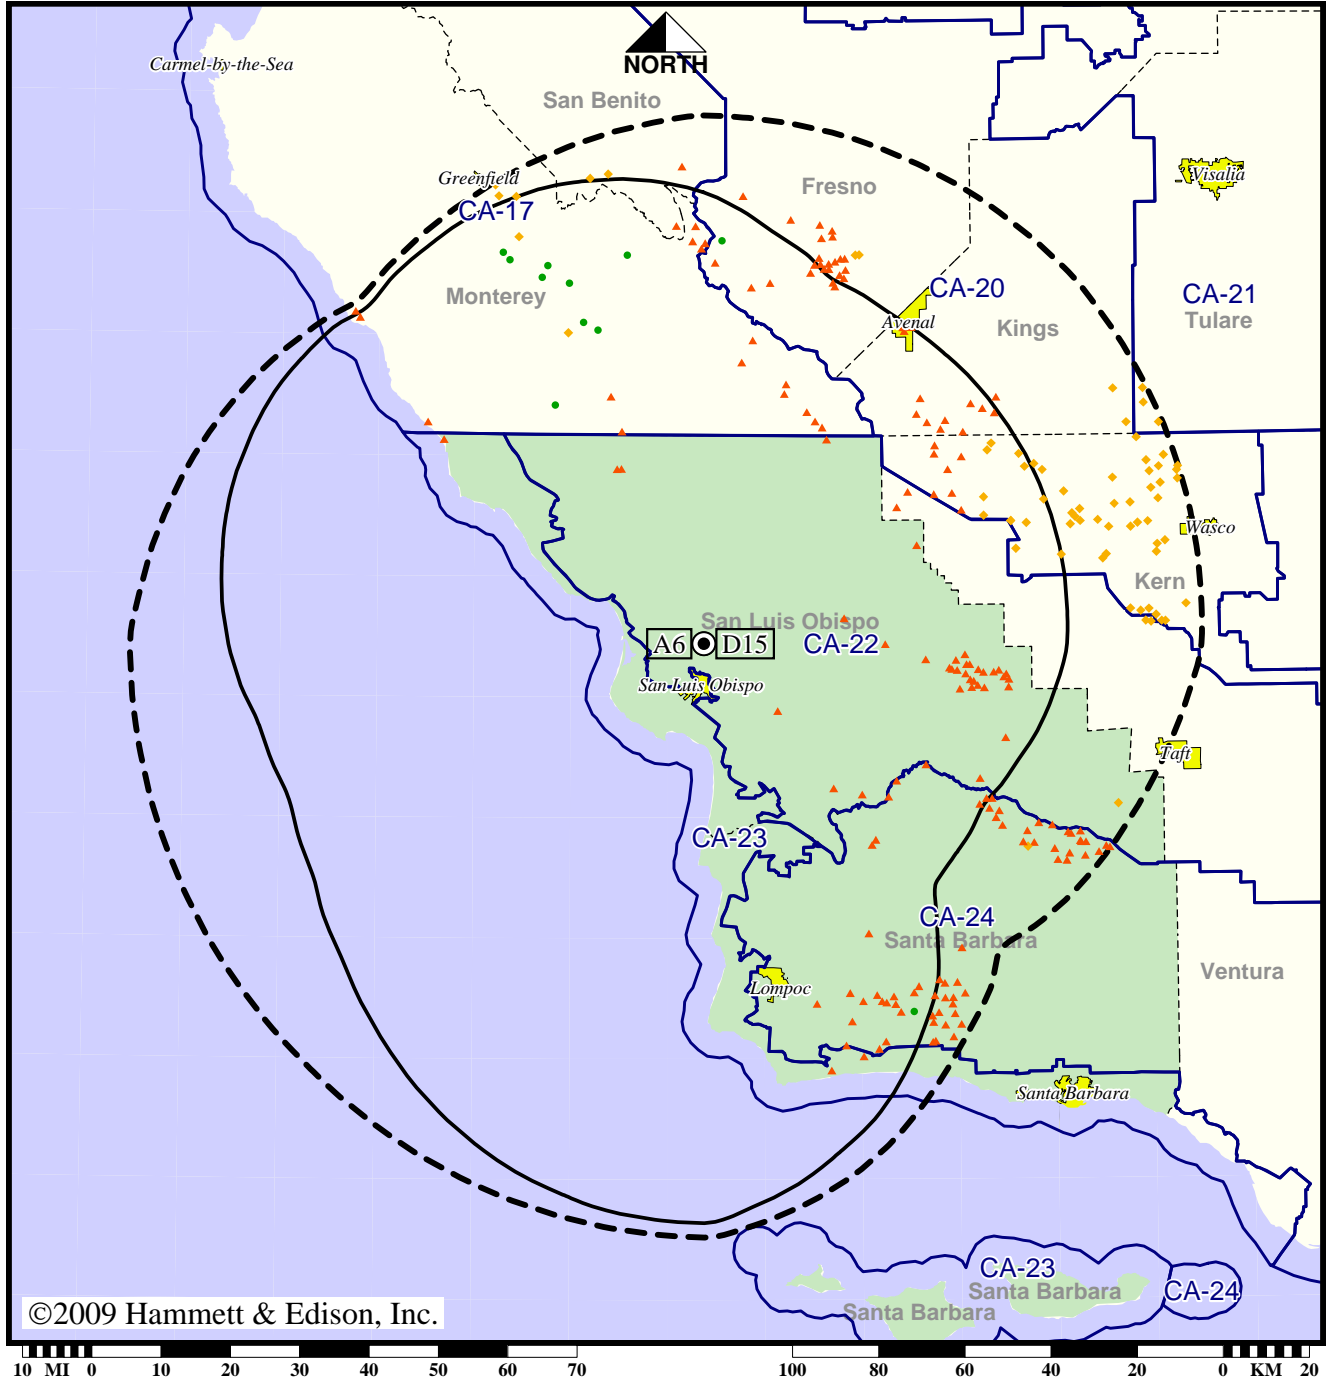 Carmel-by-the-Sea
NORTH
San Benito
Greenfield
Visalia
Fresno
CA-17
CA-20
CA-21
Monterey
Avenal
Kings
Tulare
Wasco
Kern
San Luis Obispo
A6
D15
CA-22
San Luis Obispo
Taft
CA-23
CA-24
Santa Barbara
Ventura
Lompoc
Santa Barbara
CA-23
Santa Barbara
CA-24
Santa Barbara
©2009 Hammett & Edison, Inc.
10 MI 0 10 20 30 40 50 60 70
100 80 60 40 20 0 KM 20